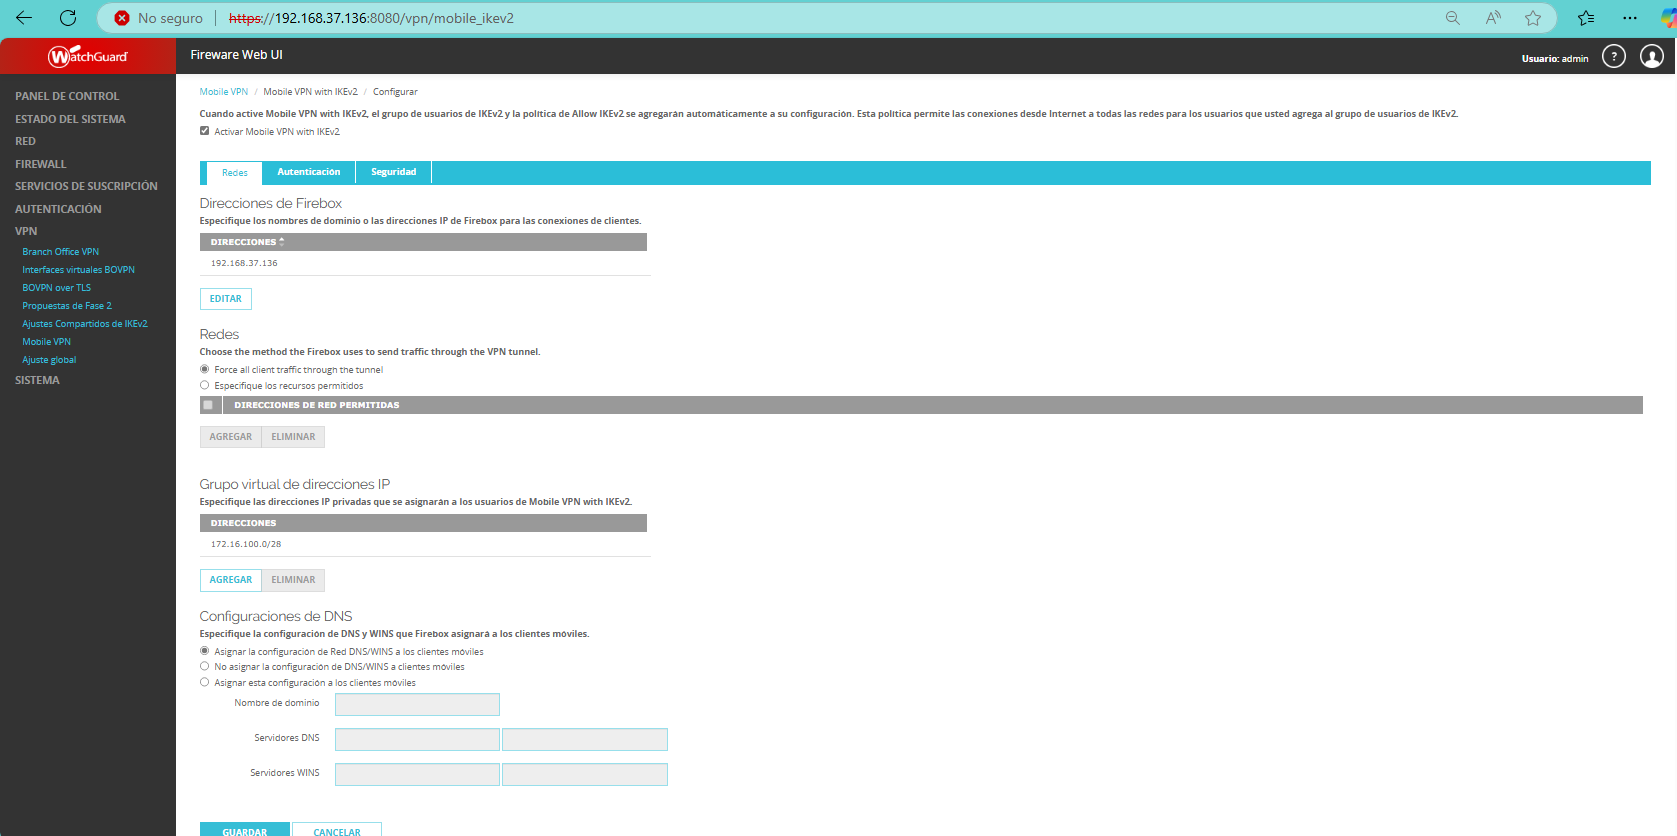 No seguro https://192.168.37.136:8080/vpn/mobile_ikev2
WatchGuard
Fireware Web UI
Usuario: admin
?
PANEL DE CONTROL
ESTADO DEL SISTEMA
RED
FIREWALL
SERVICIOS DE SUSCRIPCIÓN
AUTENTICACIÓN
VPN
Branch Office VPN
Interfaces virtuales BOVPN
BOVPN over TLS
Propuestas de Fase 2
Ajustes Compartidos de IKEv2
Mobile VPN
Ajuste global
SISTEMA
Mobile VPN / Mobile VPN with IKEv2 / Configurar
Cuando active Mobile VPN with IKEv2, el grupo de usuarios de IKEv2 y la política de Allow IKEv2 se agregarán automáticamente a su configuración. Esta política permite las conexiones desde Internet a todas las redes para los usuarios que usted agrega al grupo de usuarios de IKEv2.
Activar Mobile VPN with IKEv2
Redes Autenticación Seguridad
Direcciones de Firebox
Especifique los nombres de dominio o las direcciones IP de Firebox para las conexiones de clientes.
DIRECCIONES
192.168.37.136
EDITAR
Redes
Choose the method the Firebox uses to send traffic through the VPN tunnel.
Force all client traffic through the tunnel
Especifique los recursos permitidos
DIRECCIONES DE RED PERMITIDAS
AGREGAR ELIMINAR
Grupo virtual de direcciones IP
Especifique las direcciones IP privadas que se asignarán a los usuarios de Mobile VPN with IKEv2.
DIRECCIONES
172.16.100.0/28
AGREGAR ELIMINAR
Configuraciones de DNS
Especifique la configuración de DNS y WINS que Firebox asignará a los clientes móviles.
Asignar la configuración de Red DNS/WINS a los clientes móviles
No asignar la configuración de DNS/WINS a clientes móviles
Asignar esta configuración a los clientes móviles
Nombre de dominio
Servidores DNS
Servidores WINS
GUARDAR CANCELAR